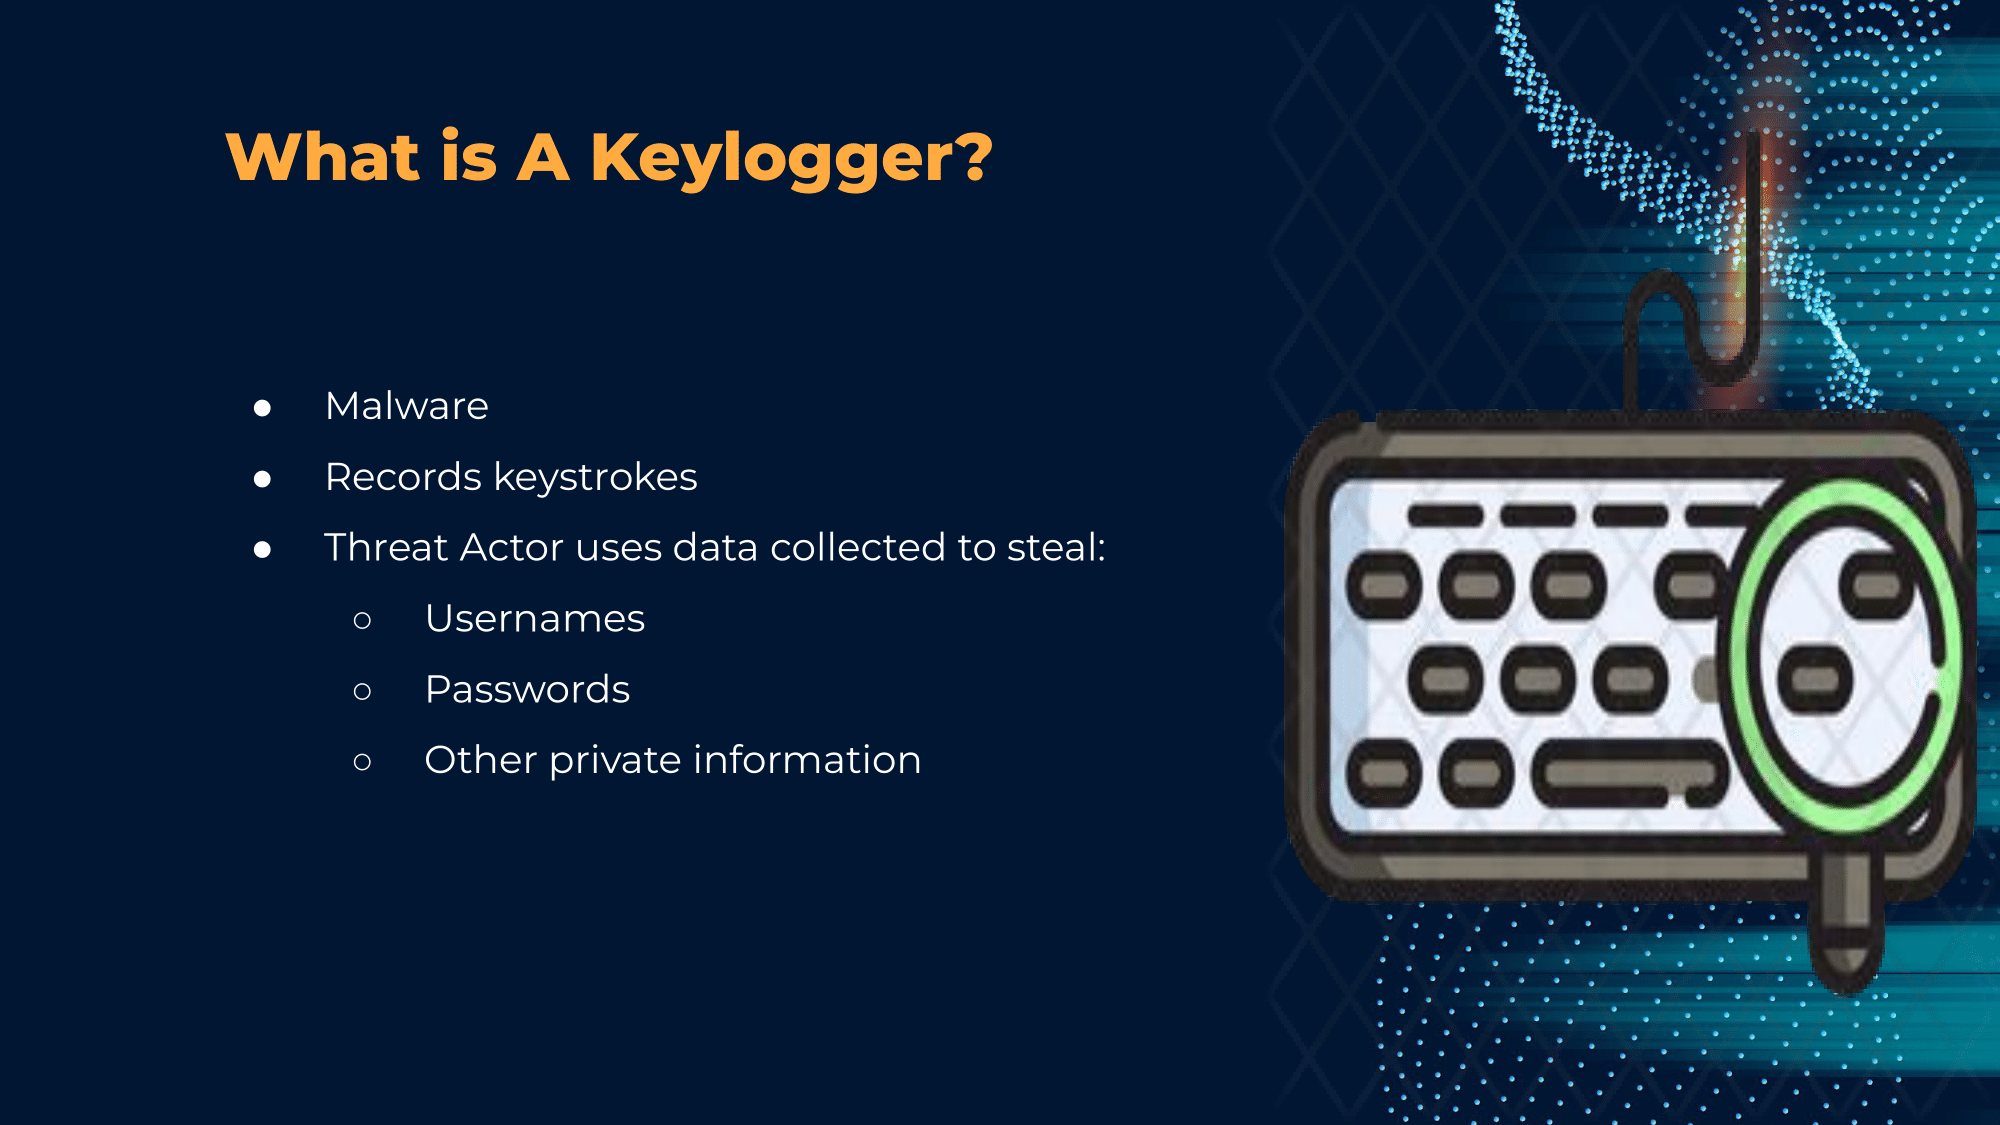 What is A Keylogger?
● Malware
● Records keystrokes
● Threat Actor uses data collected to steal:
○ Usernames
○ Passwords
○ Other private information